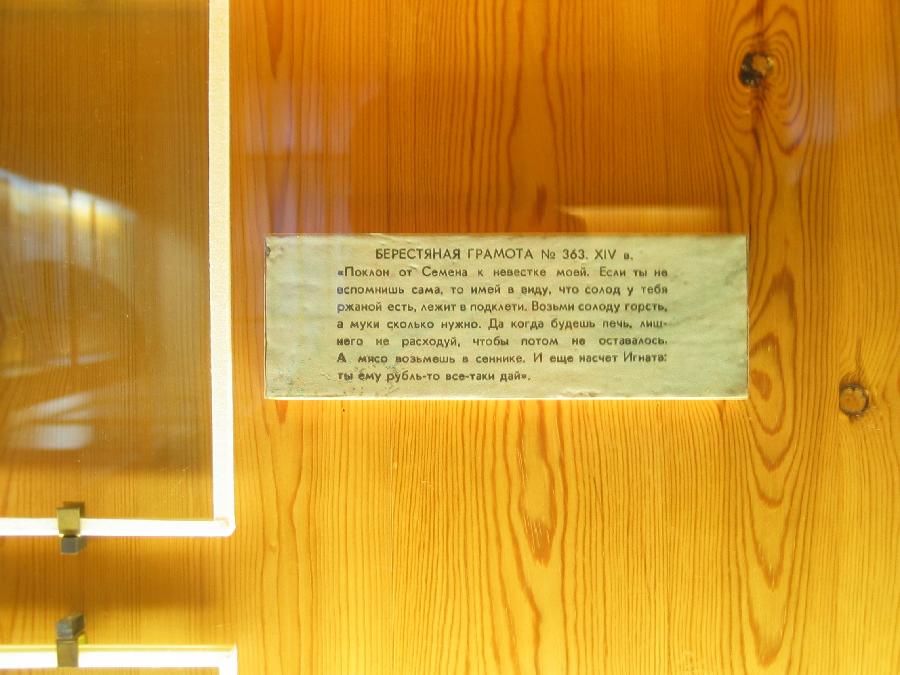 БЕРЕСТЯНАЯ ГРАМОТА № 363. XIV в.
«Поклон от Семена к невестке моей. Если ты не
вспомнишь сама, то имей в виду, что солод у тебя
ржаной есть, лежит в подклети. Возьми солоду горсть,
а муки сколько нужно. Да когда будешь печь, лиш-
него не расходуй, чтобы потом не оставалось.
А мясо возьмешь в сеннике. И еще насчет Игната:
ты ему рубль-то все-таки дай».